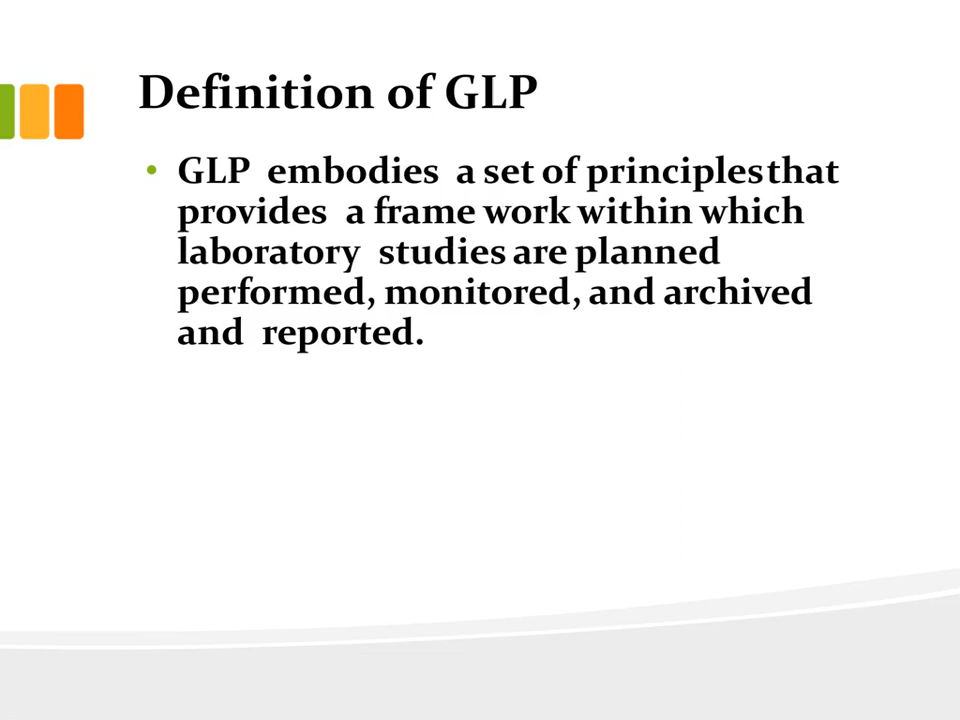 Definition of GLP
• GLP embodies a set of principles that
provides a frame work within which
laboratory studies are planned
performed, monitored, and archived
and reported.